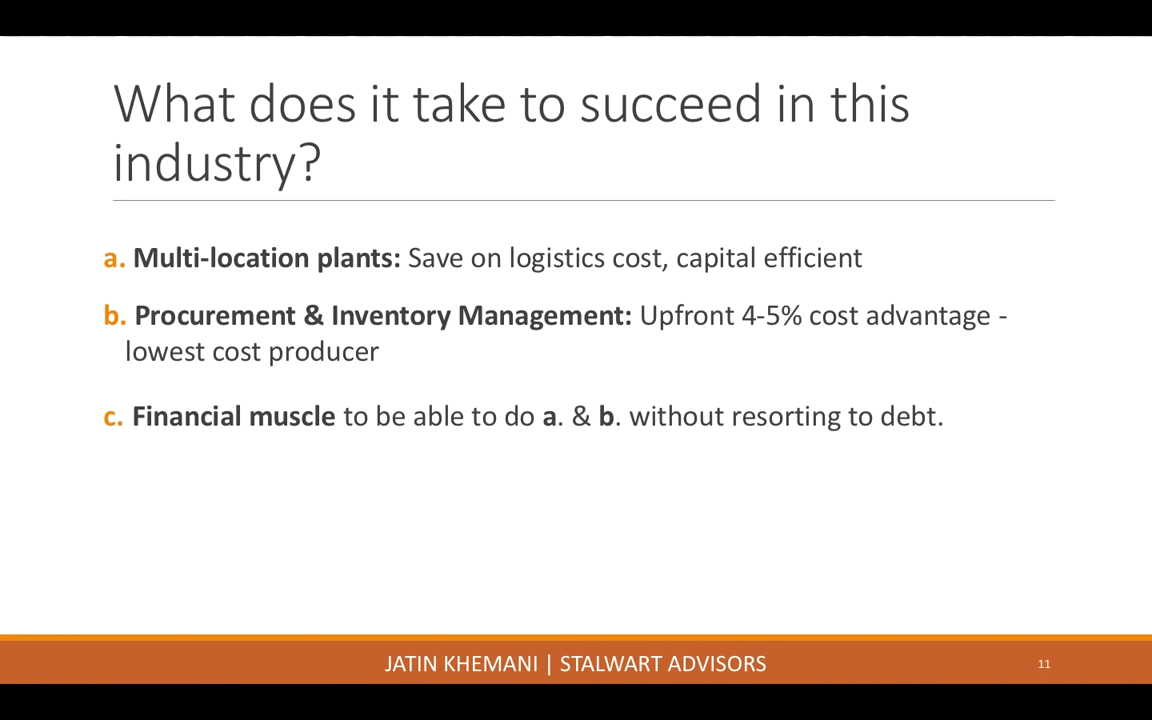 What does it take to succeed in this
industry?
a. Multi-location plants: Save on logistics cost, capital efficient
b. Procurement & Inventory Management: Upfront 4-5% cost advantage -
lowest cost producer
c. Financial muscle to be able to do a. & b. without resorting to debt.
JATIN KHEMANI | STALWART ADVISORS
11